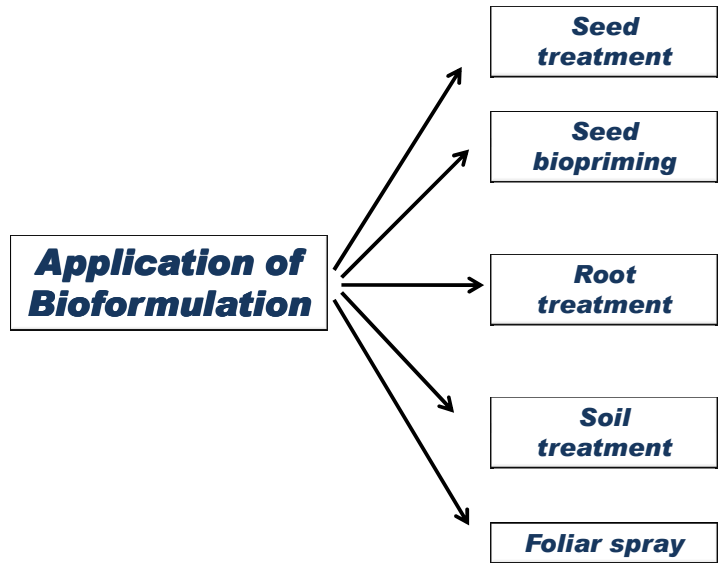 Application of
Bioformulation
Seed
treatment
Seed
biopriming
Root
treatment
Soil
treatment
Foliar spray